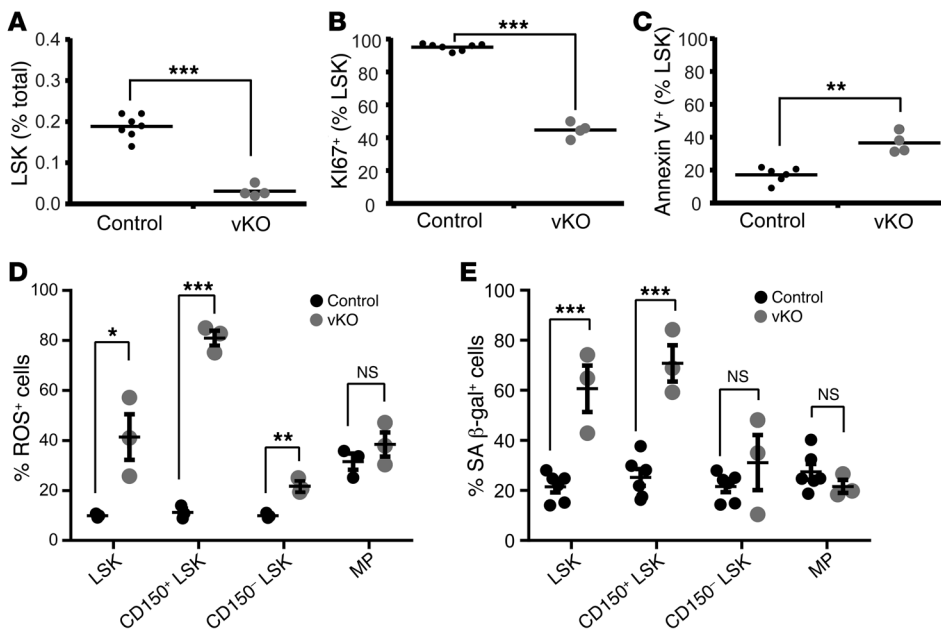 A
LSK (% total)
0.4
0.3
0.2
0.1
0.0
***
Control
vKO
B
KI67⁺ (% LSK)
100
80
60
40
20
0
***
Control
vKO
C
Annexin V⁺ (% LSK)
100
80
60
40
20
0
**
Control
vKO
D
% ROS⁺ cells
100
80
60
40
20
0
*
***
**
NS
Control
vKO
LSK
CD150⁺ LSK
CD150⁻ LSK
MP
E
% SA β-gal⁺ cells
100
80
60
40
20
0
***
***
NS
NS
Control
vKO
LSK
CD150⁺ LSK
CD150⁻ LSK
MP